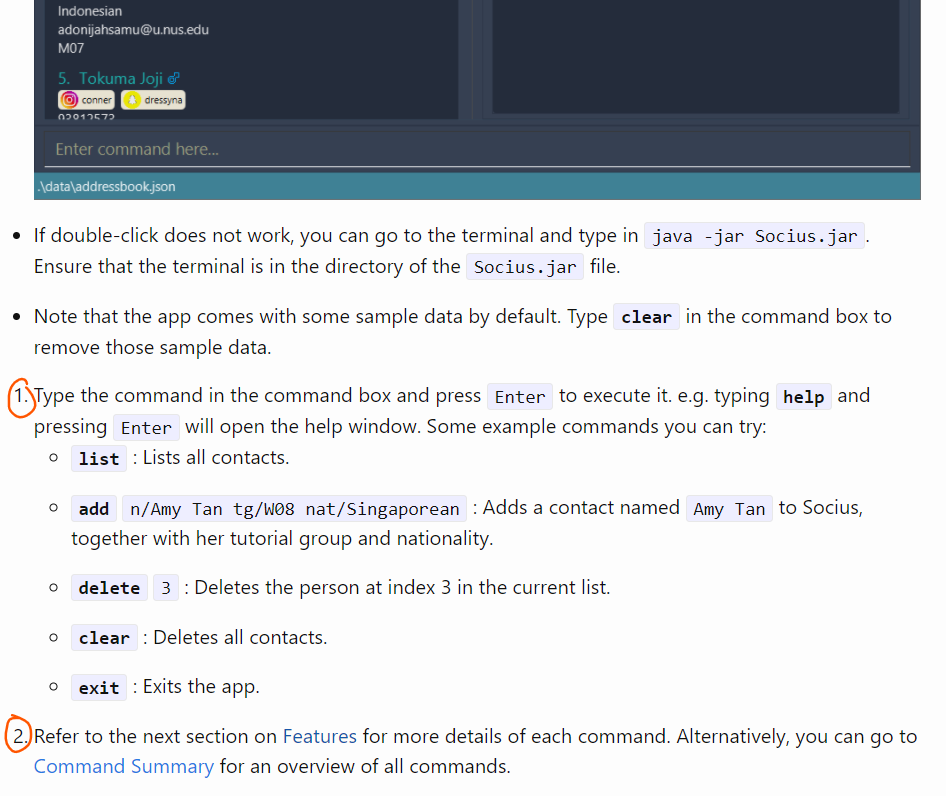 Indonesian
adonijahsamu@u.nus.edu
M07
5. Tokuma Joji
conner dressyna
93812573
Enter command here...
.\data\addressbook.json
If double-click does not work, you can go to the terminal and type in java -jar Socius.jar.
Ensure that the terminal is in the directory of the Socius.jar file.
Note that the app comes with some sample data by default. Type clear in the command box to
remove those sample data.
1. Type the command in the command box and press Enter to execute it. e.g. typing help and
pressing Enter will open the help window. Some example commands you can try:
list : Lists all contacts.
add n/Amy Tan tg/W08 nat/Singaporean : Adds a contact named Amy Tan to Socius,
together with her tutorial group and nationality.
delete 3 : Deletes the person at index 3 in the current list.
clear : Deletes all contacts.
exit : Exits the app.
2. Refer to the next section on Features for more details of each command. Alternatively, you can go to
Command Summary for an overview of all commands.